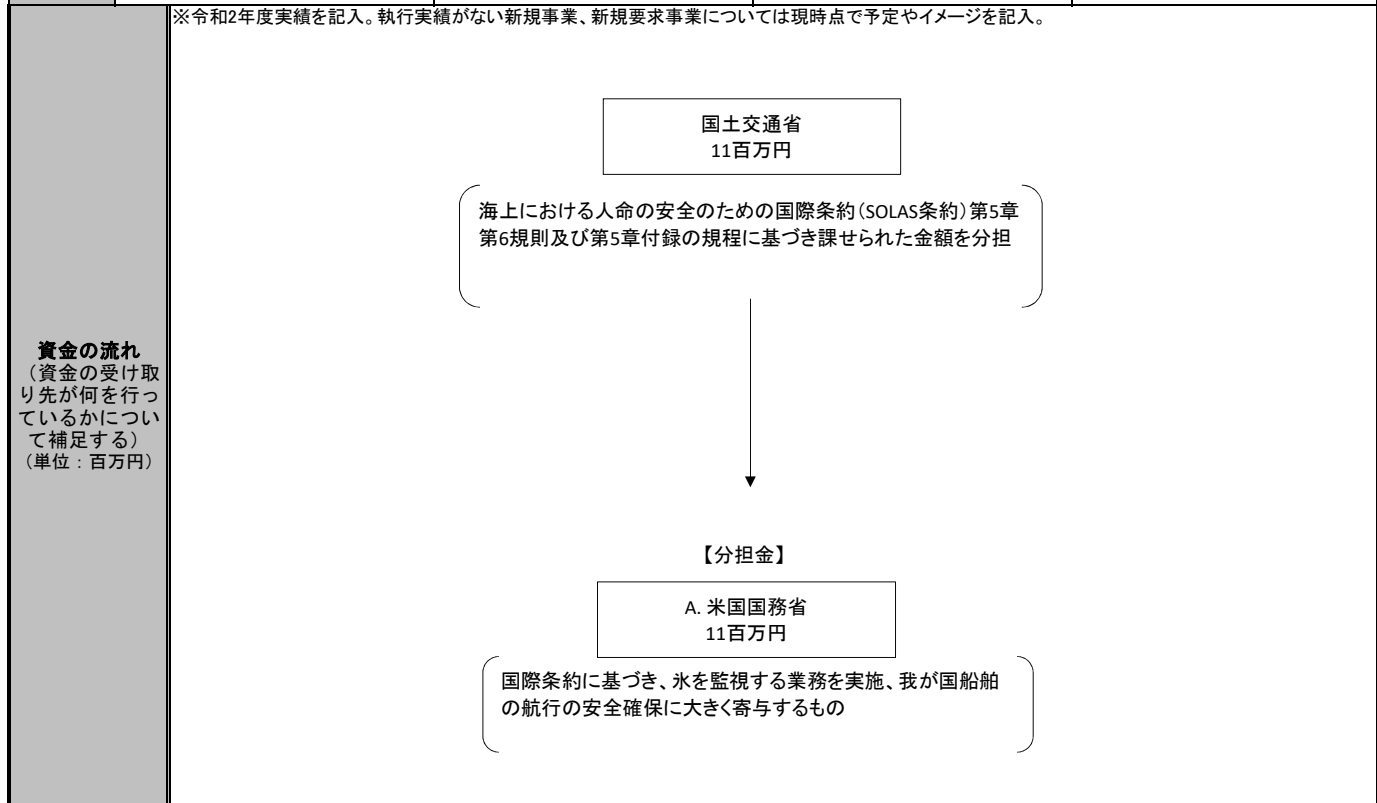 ※令和2年度実績を記入。執行実績がない新規事業、新規要求事業については現時点で予定やイメージを記入。
資金の流れ
（資金の受け取
り先が何を行っ
ているかについ
て補足する）
（単位：百万円）
国土交通省
11百万円
海上における人命の安全のための国際条約（SOLAS条約）第5章
第6規則及び第5章付録の規程に基づき課せられた金額を分担
【分担金】
A. 米国国務省
11百万円
国際条約に基づき、氷を監視する業務を実施、我が国船舶
の航行の安全確保に大きく寄与するもの